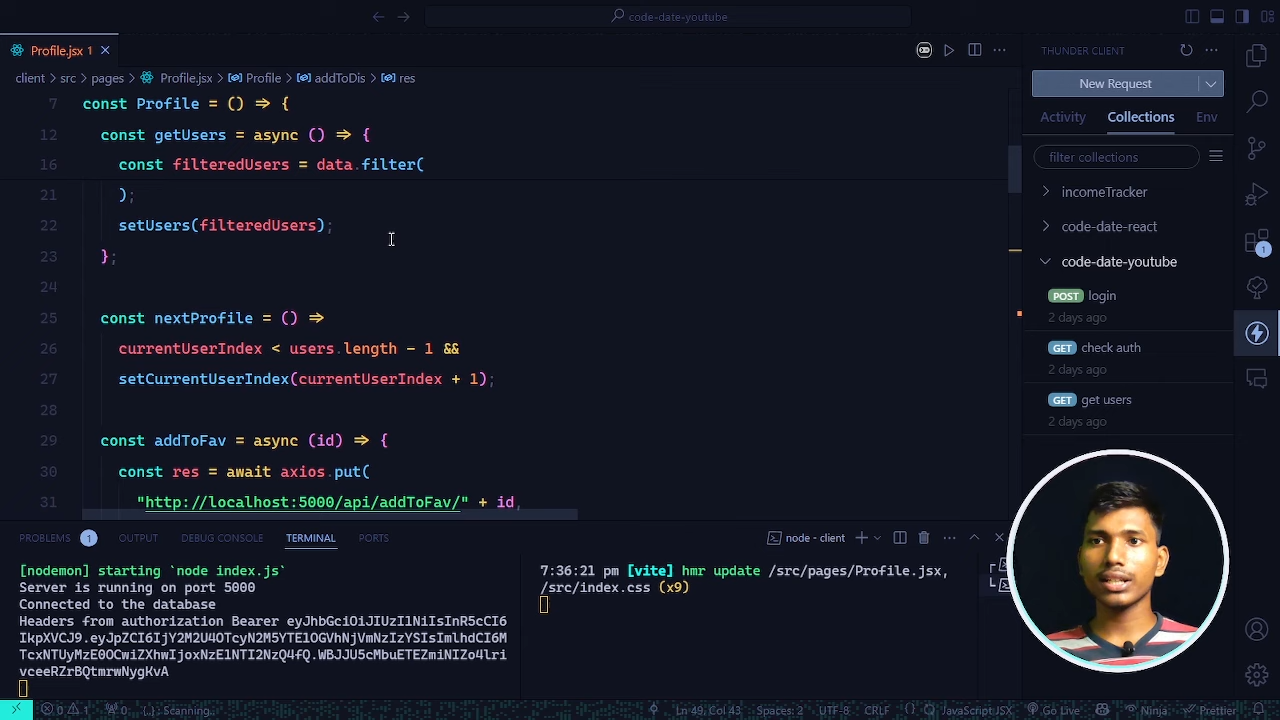 code-date-youtube
Profile.jsx 1
client > src > pages > Profile.jsx > Profile > addToDis > res
7 const Profile = () => {
12 const getUsers = async () => {
16 const filteredUsers = data.filter(
21 );
22 setUsers(filteredUsers);
23 };
24
25 const nextProfile = () =>
26 currentUserIndex < users.length - 1 &&
27 setCurrentUserIndex(currentUserIndex + 1);
28
29 const addToFav = async (id) => {
30 const res = await axios.put(
31 "http://localhost:5000/api/addToFav/" + id,
PROBLEMS 1 OUTPUT DEBUG CONSOLE TERMINAL PORTS
node - client
[nodemon] starting `node index.js`
Server is running on port 5000
Connected to the database
Headers from authorization Bearer eyJhbGciOiJIUzI1NiIsInR5cCI6
IkpXVCJ9.eyJpZCI6IjY2M2U4OTcyN2M5YTE1OGVhNjVmNzIzYSIsImlhdCI6M
TcxNTUyMzE0OCwiZXhwIjoxNzE1NTI2NzQ4fQ.WBJJU5cMbuETEZmiNIZo4lri
vceeRZrBQtmrwNygKvA
7:36:21 pm [vite] hmr update /src/pages/Profile.jsx,
/src/index.css (x9)
THUNDER CLIENT
New Request
Activity Collections Env
filter collections
incomeTracker
code-date-react
code-date-youtube
POST login
2 days ago
GET check auth
2 days ago
GET get users
2 days ago
1
0 1 0 {..}: Scanning.. Ln 49, Col 43 Spaces: 2 UTF-8 CRLF {} JavaScript JSX Go Live Ninja Prettier